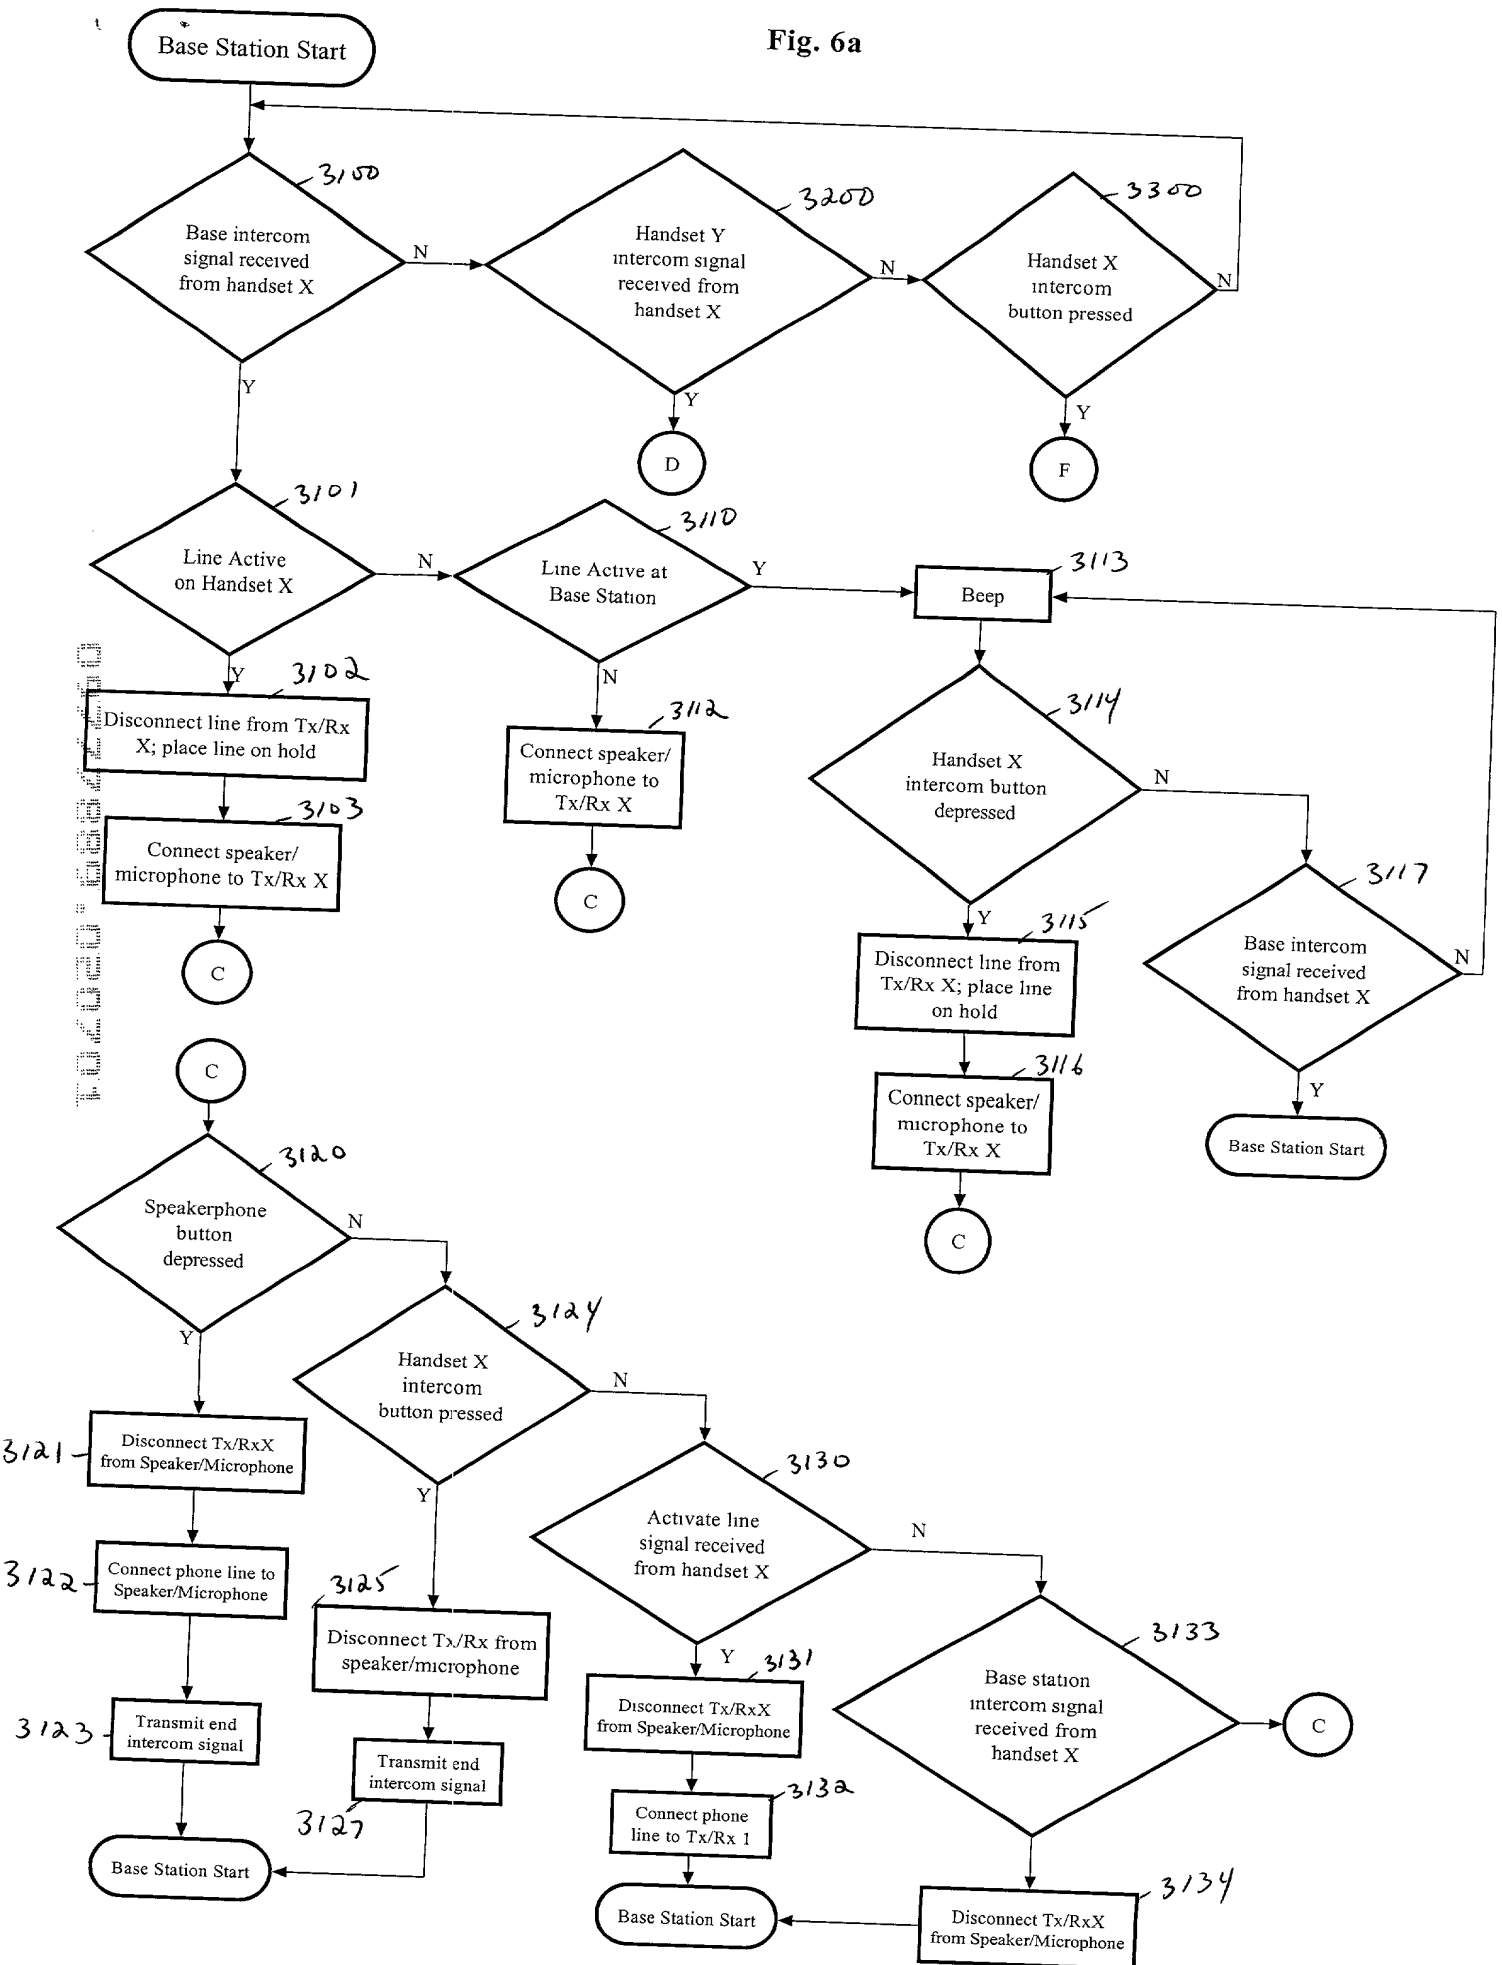 Fig. 6a
Base Station Start
3100
Base intercom
signal received
from handset X
N
Y
3200
Handset Y
intercom signal
received from
handset X
N
Y
D
3300
Handset X
intercom
button pressed
N
Y
F
3101
Line Active
on Handset X
N
Y
3110
Line Active at
Base Station
Y
N
3113
Beep
3102
Disconnect line from Tx/Rx
X; place line on hold
3103
Connect speaker/
microphone to Tx/Rx X
C
3112
Connect speaker/
microphone to
Tx/Rx X
C
3114
Handset X
intercom button
depressed
N
Y
3115
Disconnect line from
Tx/Rx X; place line
on hold
3116
Connect speaker/
microphone to
Tx/Rx X
C
3117
Base intercom
signal received
from handset X
N
Y
Base Station Start
C
3120
Speakerphone
button
depressed
N
Y
3121
Disconnect Tx/RxX
from Speaker/Microphone
3122
Connect phone line to
Speaker/Microphone
3123
Transmit end
intercom signal
Base Station Start
3124
Handset X
intercom
button pressed
N
Y
3125
Disconnect Tx/Rx from
speaker/microphone
Transmit end
intercom signal
3127
3130
Activate line
signal received
from handset X
N
Y
3131
Disconnect Tx/RxX
from Speaker/Microphone
3132
Connect phone
line to Tx/Rx 1
Base Station Start
3133
Base station
intercom signal
received from
handset X
C
3134
Disconnect Tx/RxX
from Speaker/Microphone